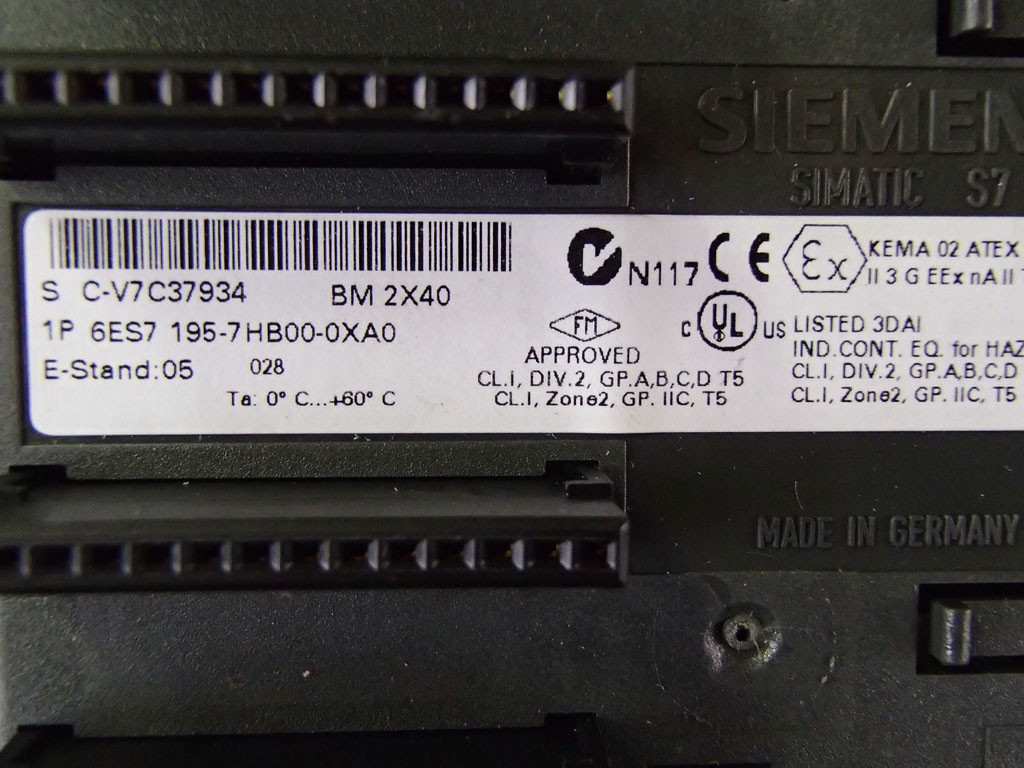 SIEMEN
SIMATIC S7
S C-V7C37934 BM 2X40
1P 6ES7 195-7HB00-0XA0
E-Stand:05 028
Ta: 0° C...+60° C
N117 CE
Ex
KEMA 02 ATEX
II 3 G EEx nA II T
FM
APPROVED
CL.I, DIV.2, GP.A,B,C,D T5
CL.I, Zone2, GP. IIC, T5
C UL US LISTED 3DAI
IND.CONT. EQ. for HAZ
CL.I, DIV.2, GP.A,B,C,D
CL.I, Zone2, GP. IIC, T5
MADE IN GERMANY